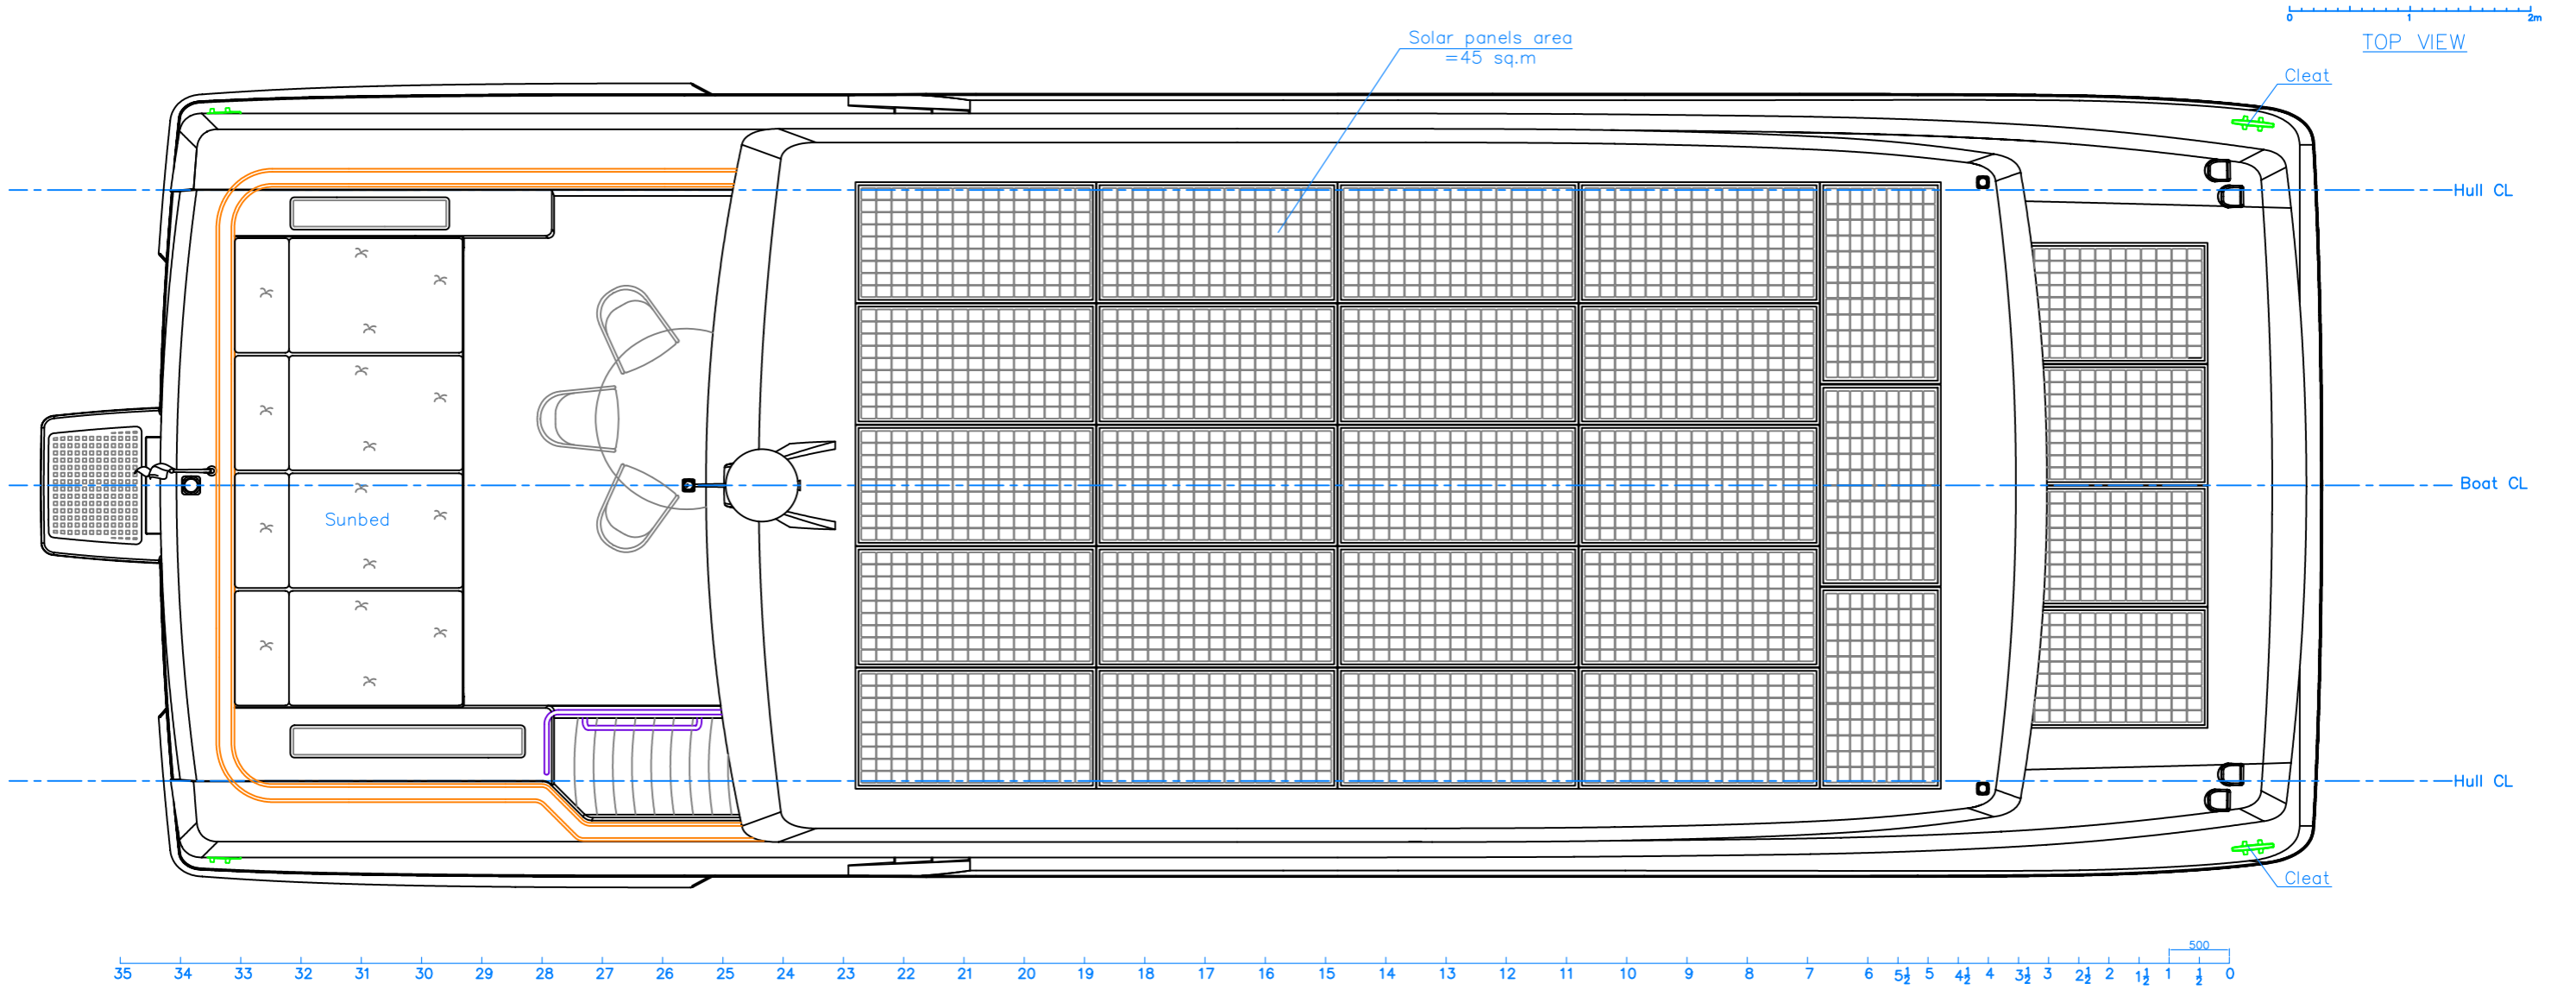 0 1 2m
TOP VIEW
Solar panels area
=45 sq.m
Cleat
Hull CL
Boat CL
Sunbed
Hull CL
Cleat
500
35 34 33 32 31 30 29 28 27 26 25 24 23 22 21 20 19 18 17 16 15 14 13 12 11 10 9 8 7 6 5½ 5 4½ 4 3½ 3 2½ 2 1½ 1 ½ 0